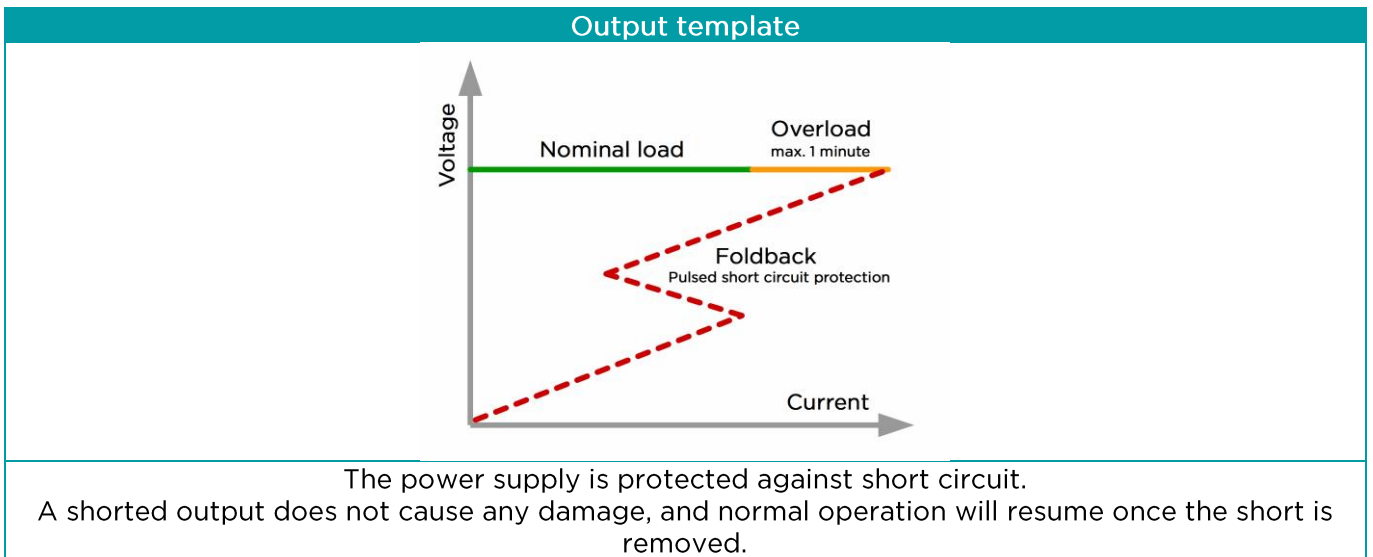 Output template
Voltage
Nominal load
Overload
max. 1 minute
Foldback
Pulsed short circuit protection
Current
The power supply is protected against short circuit.
A shorted output does not cause any damage, and normal operation will resume once the short is
removed.